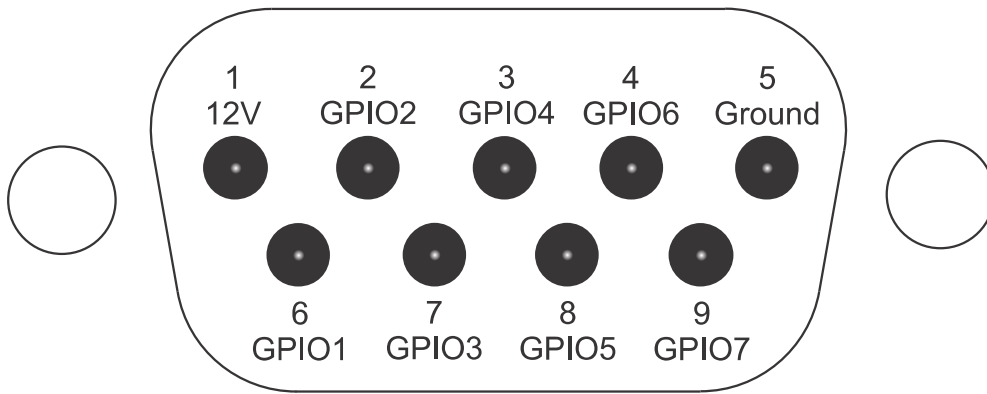 1 2 3 4 5
12V GPIO2 GPIO4 GPIO6 Ground
6 7 8 9
GPIO1 GPIO3 GPIO5 GPIO7